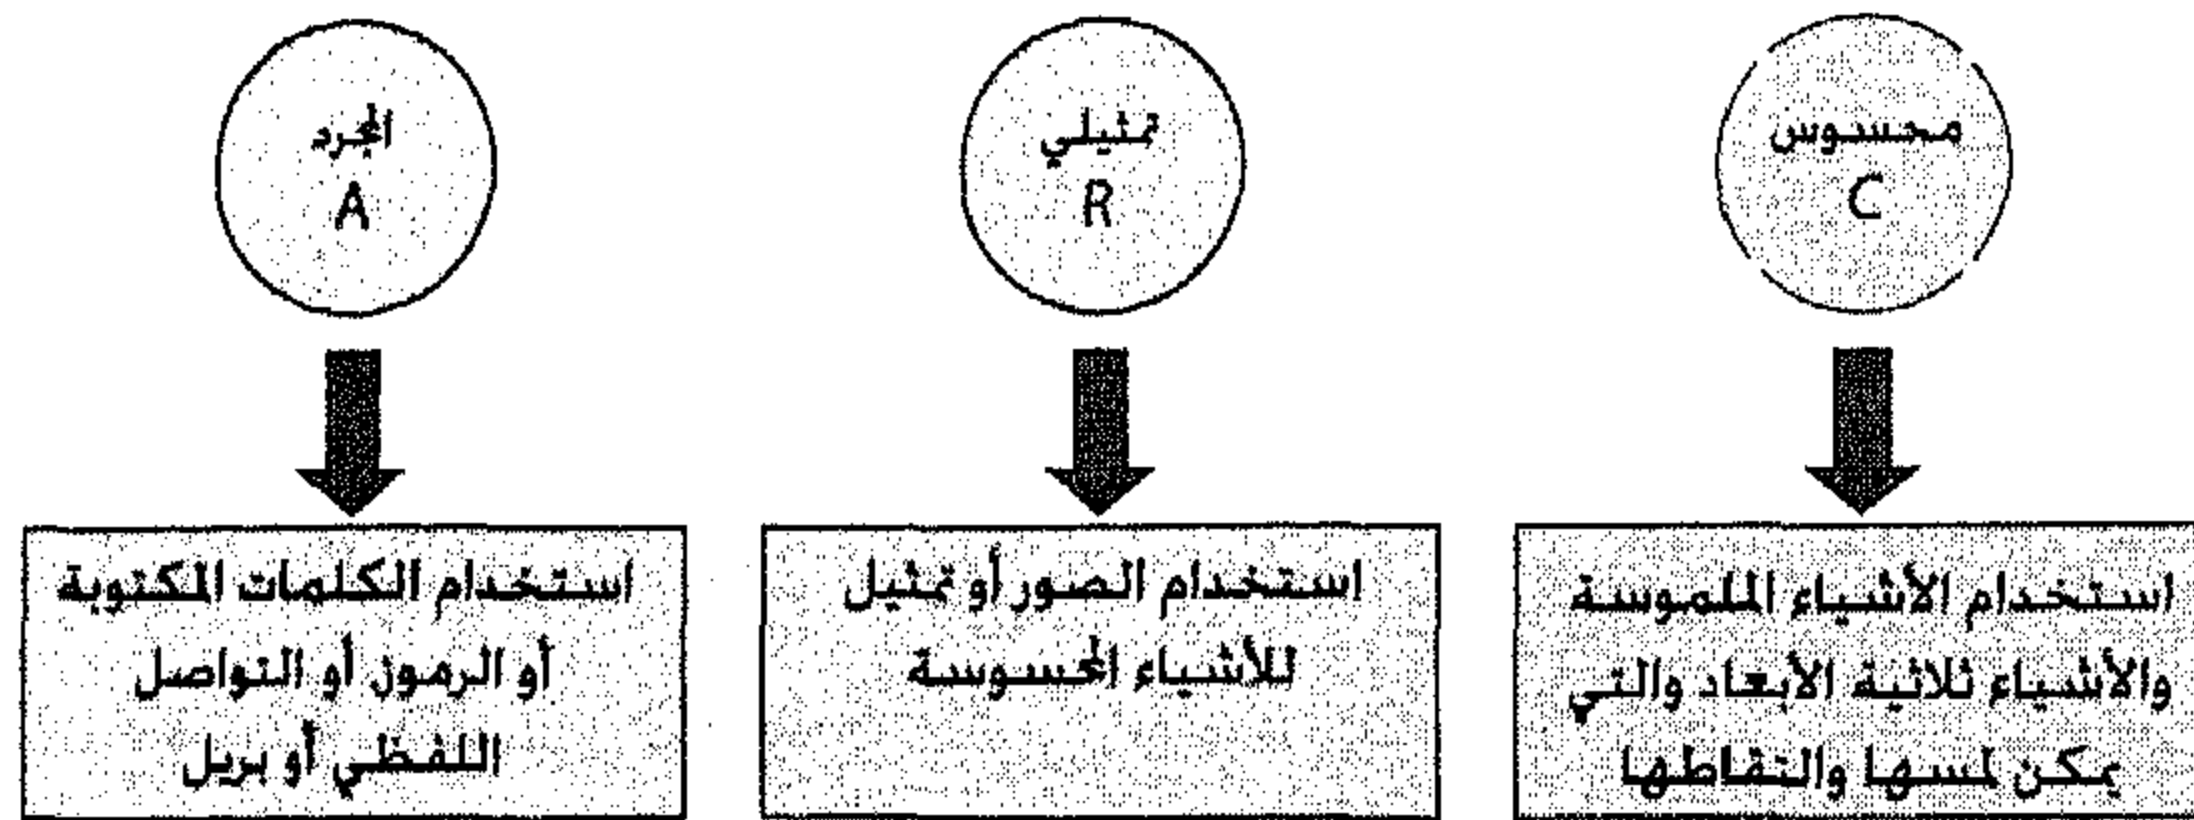 محسوس
C
تمثيلي
R
المجرد
A
استخدام الأشياء الملموسة
والأشياء ثلاثية الأبعاد والتي
يمكن لمسها والتقاطها
استخدام الصور أو تمثيل
للأشياء المحسوسة
استخدام الكلمات المكتوبة
أو الرموز أو التواصل
اللفظي أو بريل